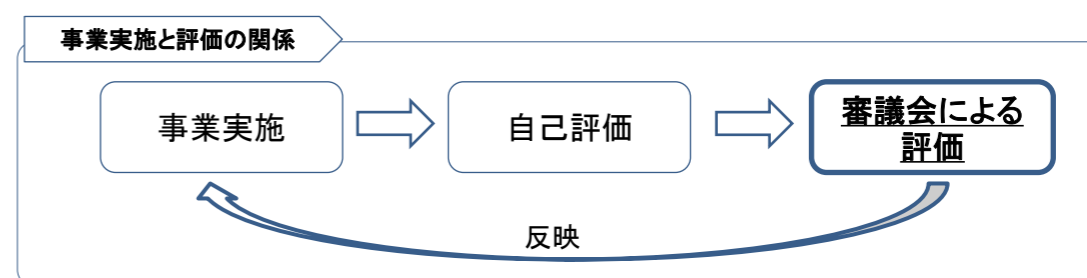 事業実施と評価の関係
事業実施
自己評価
審議会による
評価
反映